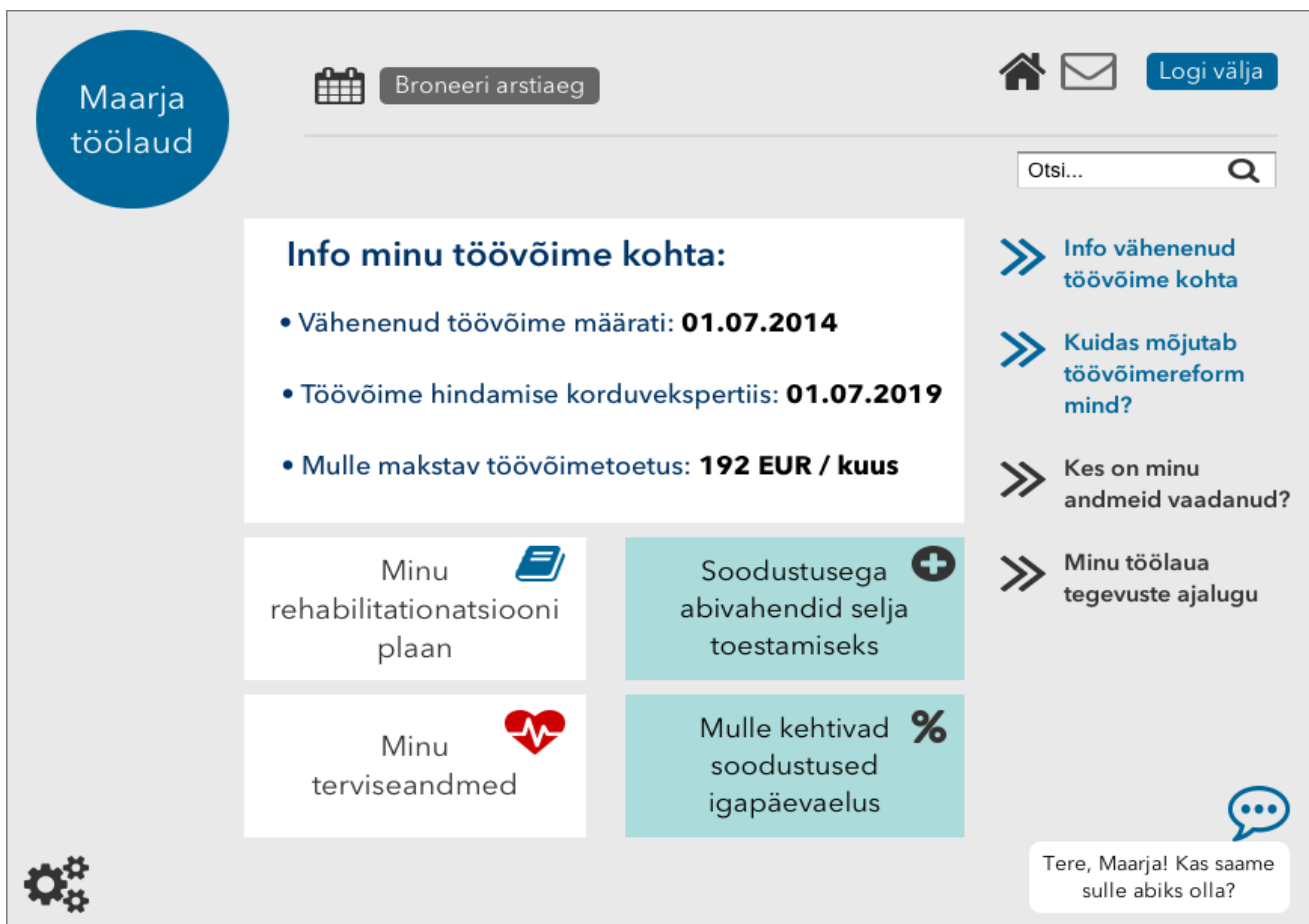 Maarja
töölaud
Broneeri arstiaeg
Logi välja
Otsi...
Info minu töövõime kohta:
• Vähenenud töövõime määrati: 01.07.2014
• Töövõime hindamise korduvekspertiis: 01.07.2019
• Mulle makstav töövõimetoetus: 192 EUR / kuus
Info vähenenud
töövõime kohta
Kuidas mõjutab
töövõimereform
mind?
Kes on minu
andmeid vaadanud?
Minu töölaua
tegevuste ajalugu
Minu
rehabilitationatsiooni
plaan
Soodustusega
abivahendid selja
toestamiseks
Minu
terviseandmed
Mulle kehtivad
soodustused
igapäevaelus
%
Tere, Maarja! Kas saame
sulle abiks olla?